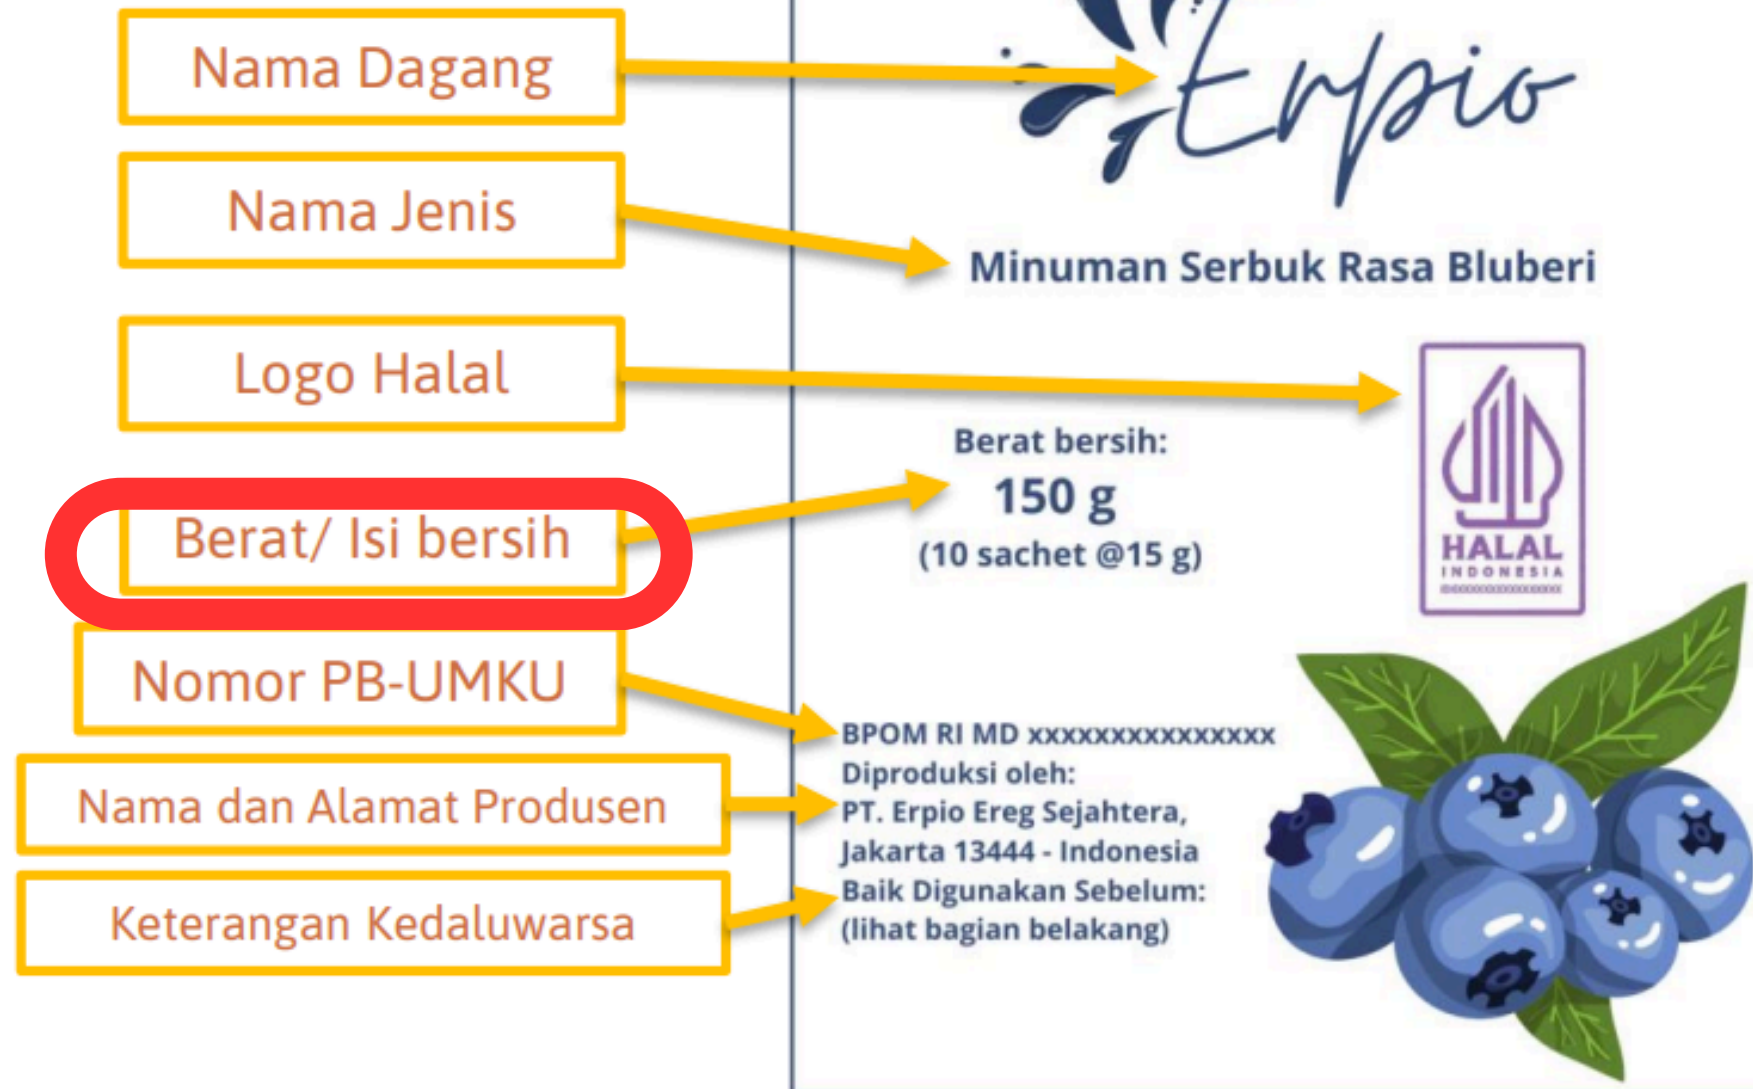 Nama Dagang
Nama Jenis
Logo Halal
Berat/ Isi bersih
Nomor PB-UMKU
Nama dan Alamat Produsen
Keterangan Kedaluwarsa
Erpio
Minuman Serbuk Rasa Bluberi
Berat bersih:
150 g
(10 sachet @15 g)
HALAL
INDONESIA
BPOM RI MD xxxxxxxxxxxxxxx
Diproduksi oleh:
PT. Erpio Ereg Sejahtera,
Jakarta 13444 - Indonesia
Baik Digunakan Sebelum:
(lihat bagian belakang)